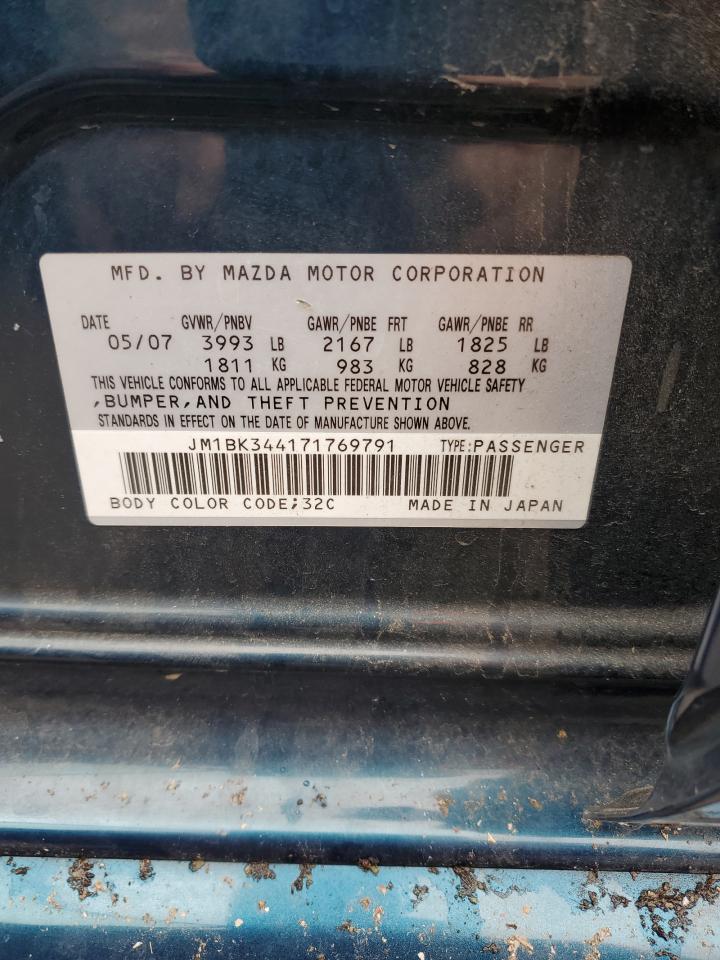 MFD. BY MAZDA MOTOR CORPORATION
DATE GVWR/PNBV GAWR/PNBE FRT GAWR/PNBE RR
05/07 3993 LB 2167 LB 1825 LB
1811 KG 983 KG 828 KG
THIS VEHICLE CONFORMS TO ALL APPLICABLE FEDERAL MOTOR VEHICLE SAFETY
,BUMPER,AND THEFT PREVENTION
STANDARDS IN EFFECT ON THE DATE OF MANUFACTURE SHOWN ABOVE.
JM1BK344171769791 TYPE:PASSENGER
BODY COLOR CODE;32C MADE IN JAPAN